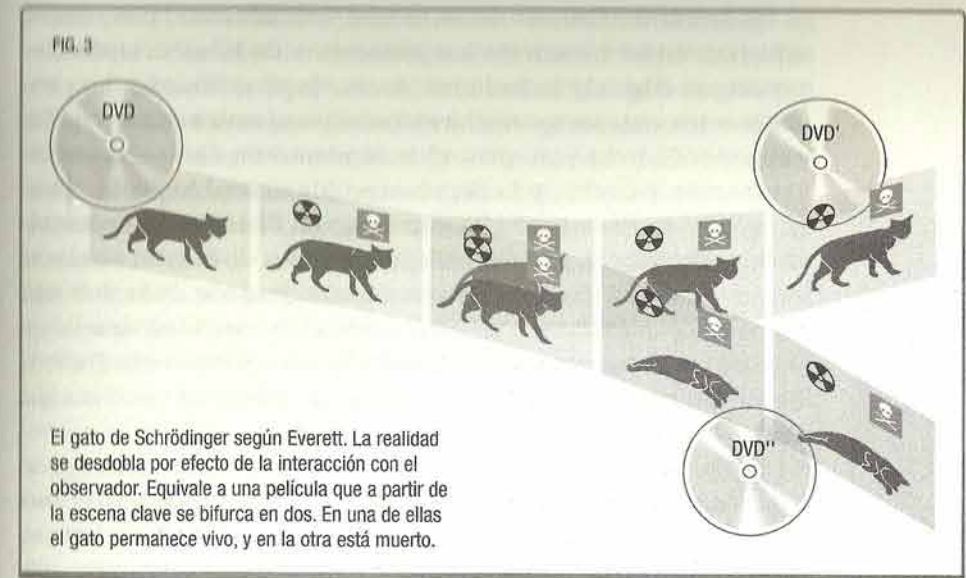 FIG. 3
DVD
DVD'
DVD''
El gato de Schrödinger según Everett. La realidad
se desdobla por efecto de la interacción con el
observador. Equivale a una película que a partir de
la escena clave se bifurca en dos. En una de ellas
el gato permanece vivo, y en la otra está muerto.